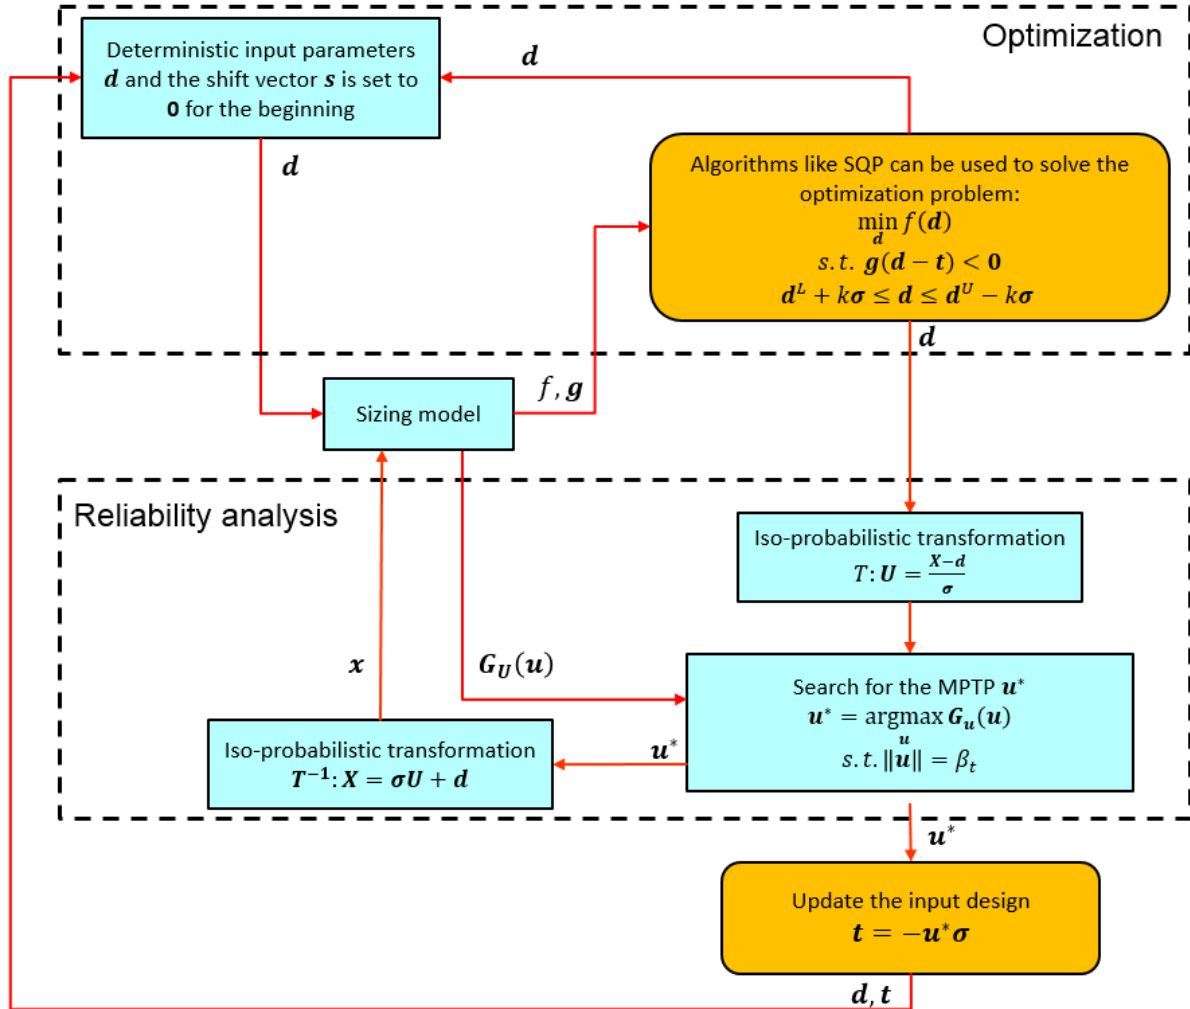 Optimization
Deterministic input parameters
d and the shift vector s is set to
0 for the beginning
d
d
Algorithms like SQP can be used to solve the
optimization problem:
min f(d)
d
s.t. g(d − t) < 0
d^L + kσ ≤ d ≤ d^U − kσ
d
Sizing model
f, g
Reliability analysis
Iso-probabilistic transformation
T: U = (X−d)/σ
x
G_U(u)
Search for the MPTP u*
u* = argmax G_u(u)
u
s.t. ‖u‖ = β_t
u*
Iso-probabilistic transformation
T⁻¹: X = σU + d
u*
Update the input design
t = −u*σ
d, t